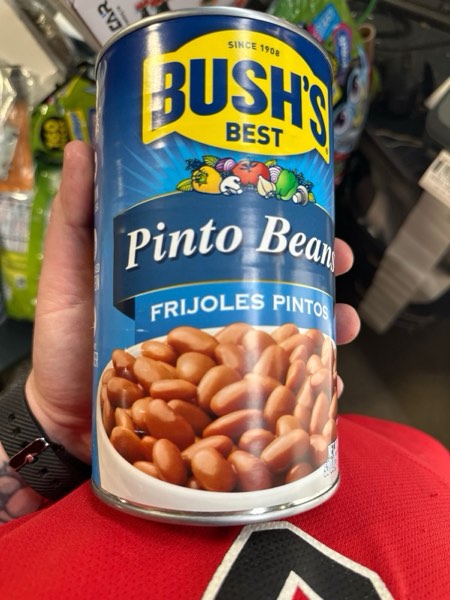 SINCE 1908
BUSH'S
BEST
Pinto Beans
FRIJOLES PINTOS